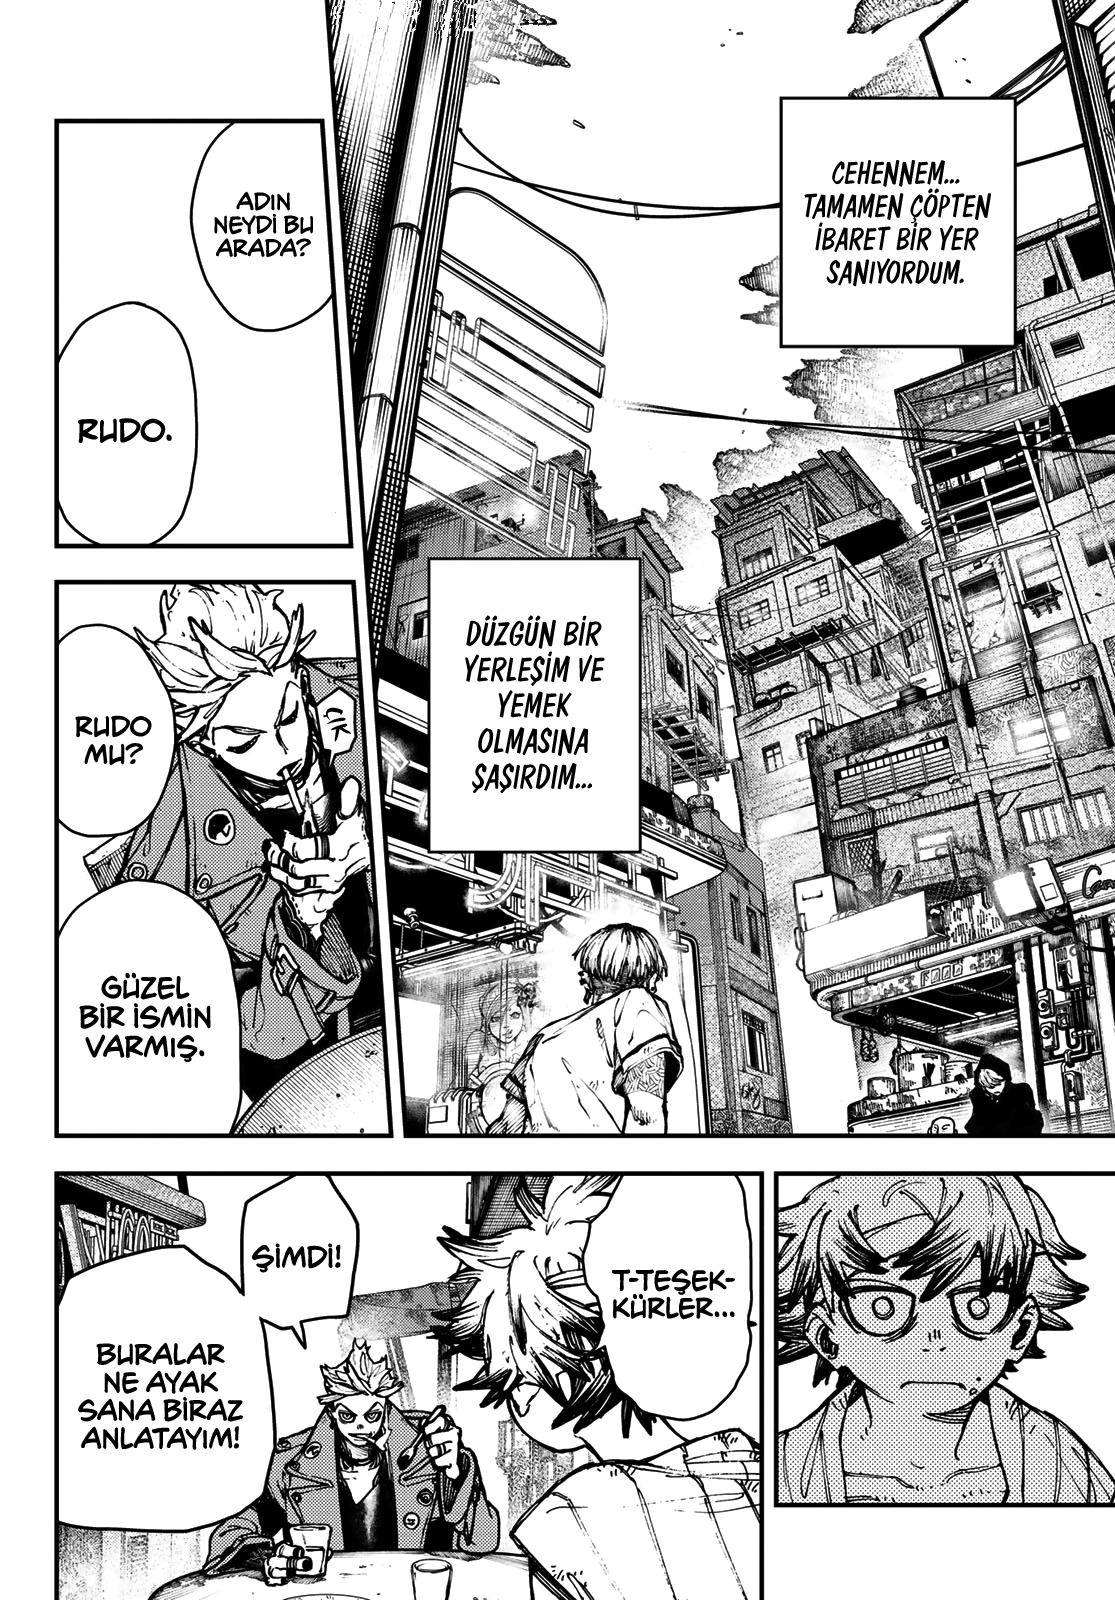 CEHENNEM...
TAMAMEN ÇÖPTEN
İBARET BİR YER
SANIYORDUM.
DÜZGÜN BİR
YERLEŞİM VE
YEMEK
OLMASINA
ŞAŞIRDIM...
ADIN
NEYDİ BU
ARADA?
RUDO.
RUDO
MU?
GÜZEL
BİR İSMİN
VARMIŞ.
T-TEŞEK-
KÜRLER...
ŞİMDİ!
BURALAR
NE AYAK
SANA BİRAZ
ANLATAYIM!